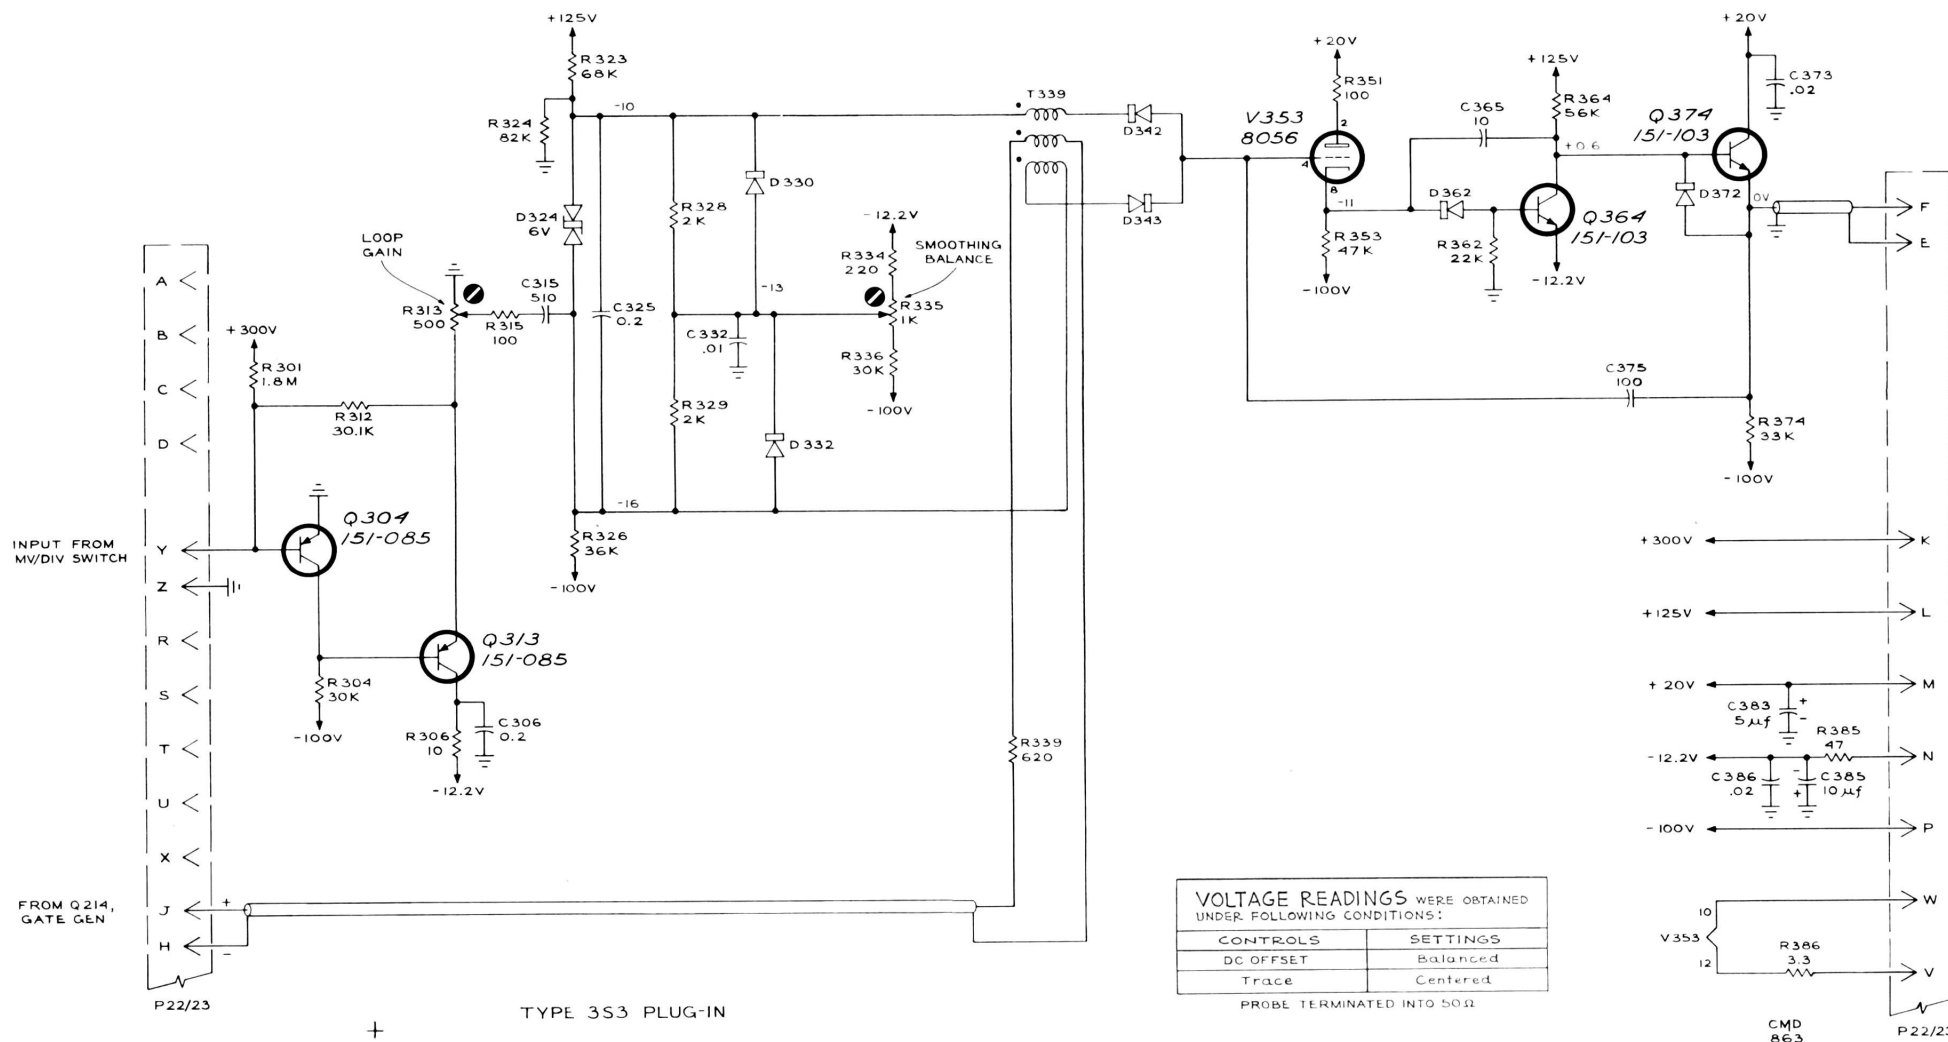 +125V
R323
68K
R324
82K
-10
D324
6V
LOOP
GAIN
R313
500
R315
100
C315
510
C325
0.2
R328
2K
D330
-13
C332
.01
R329
2K
D332
-16
R326
36K
-100V
-12.2V
R334
220
SMOOTHING
BALANCE
R335
1K
R336
30K
-100V
T339
D342
D343
+20V
R351
100
V353
8056
2
4
8
-11
R353
47K
-100V
C365
10
D362
R362
22K
+125V
R364
56K
+0.6
Q364
151-103
-12.2V
Q374
151-103
+20V
C373
.02
D372
0V
C375
100
R374
33K
-100V
F
E
A
B
C
D
+300V
R301
1.8M
R312
30.1K
INPUT FROM
MV/DIV SWITCH
Y
Z
R
S
T
U
X
Q304
151-085
Q313
151-085
R304
30K
-100V
R306
10
C306
0.2
-12.2V
R339
620
FROM Q214,
GATE GEN
J
+
H
-
P22/23
TYPE 3S3 PLUG-IN
+
VOLTAGE READINGS WERE OBTAINED
UNDER FOLLOWING CONDITIONS:
CONTROLS SETTINGS
DC OFFSET Balanced
Trace Centered
PROBE TERMINATED INTO 50Ω
+300V K
+125V L
+20V M
C383
5µf
+
-
R385
47
-12.2V N
C386
.02
-
+
C385
10µf
-100V P
10
W
V353
12
R386
3.3
V
CMD
863
P22/23